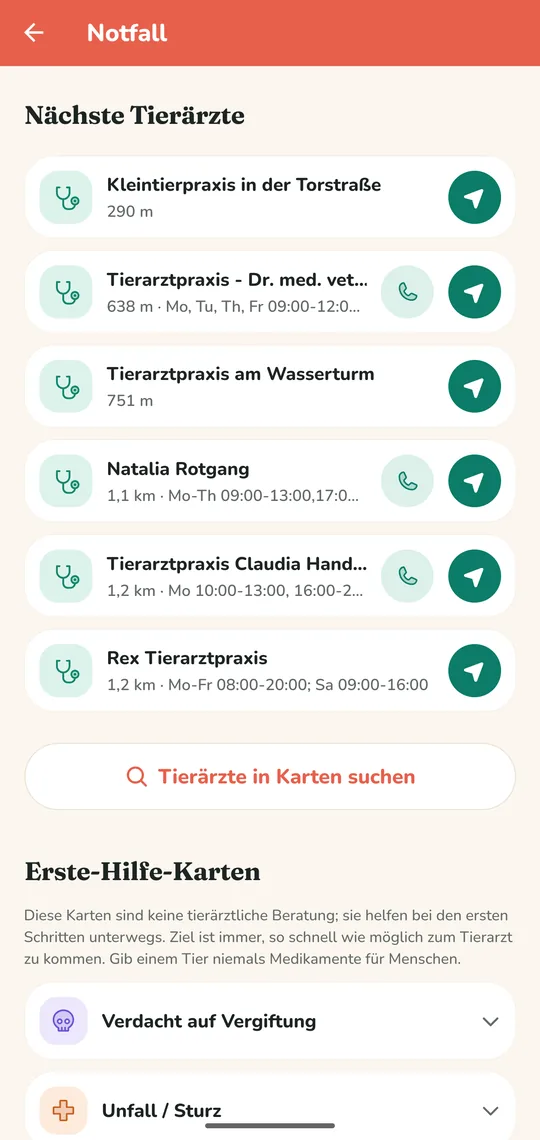 Notfall
Nächste Tierärzte
Kleintierpraxis in der Torstraße
290 m
Tierarztpraxis - Dr. med. vet...
638 m · Mo, Tu, Th, Fr 09:00-12:0...
Tierarztpraxis am Wasserturm
751 m
Natalia Rotgang
1,1 km · Mo-Th 09:00-13:00,17:0...
Tierarztpraxis Claudia Hand...
1,2 km · Mo 10:00-13:00, 16:00-2...
Rex Tierarztpraxis
1,2 km · Mo-Fr 08:00-20:00; Sa 09:00-16:00
Tierärzte in Karten suchen
Erste-Hilfe-Karten
Diese Karten sind keine tierärztliche Beratung; sie helfen bei den ersten
Schritten unterwegs. Ziel ist immer, so schnell wie möglich zum Tierarzt
zu kommen. Gib einem Tier niemals Medikamente für Menschen.
Verdacht auf Vergiftung
Unfall / Sturz